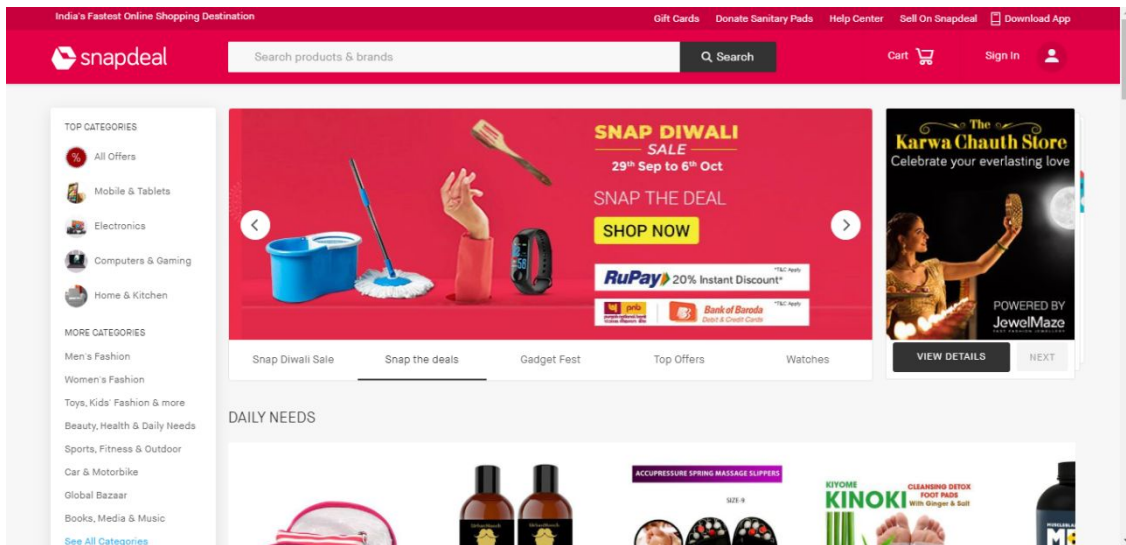 India's Fastest Online Shopping Destination
Gift Cards Donate Sanitary Pads Help Center Sell On Snapdeal Download App
snapdeal
Search products & brands
Search
Cart
Sign In
TOP CATEGORIES
All Offers
Mobile & Tablets
Electronics
Computers & Gaming
Home & Kitchen
MORE CATEGORIES
Men's Fashion
Women's Fashion
Toys, Kids' Fashion & more
Beauty, Health & Daily Needs
Sports, Fitness & Outdoor
Car & Motorbike
Global Bazaar
Books, Media & Music
See All Categories
SNAP DIWALI
SALE
29th Sep to 6th Oct
SNAP THE DEAL
SHOP NOW
*T&C Apply
RuPay 20% Instant Discount*
*T&C Apply
pnb
Bank of Baroda
Debit & Credit Cards
Snap Diwali Sale Snap the deals Gadget Fest Top Offers Watches
The
Karwa Chauth Store
Celebrate your everlasting love
POWERED BY
JewelMaze
VIEW DETAILS
NEXT
DAILY NEEDS
ACCUPRESSURE SPRING MASSAGE SLIPPERS
SIZE-9
KIYOME
KINOKI
CLEANSING DETOX
FOOT PADS
With Ginger & Salt